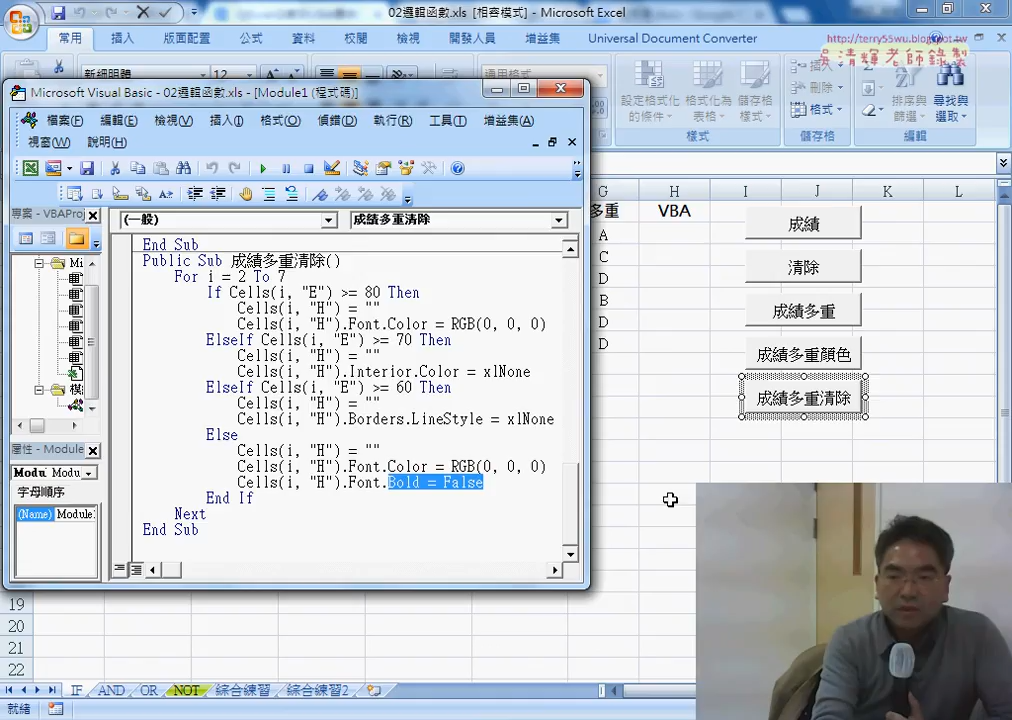 02邏輯函數.xls [相容模式] - Microsoft Excel
常用 插入 版面配置 公式 資料 校閱 檢視 開發人員 增益集 Universal Document Converter
http://terry55wu.blogspot.tw
吳清輝老師錄製
新細明體 12 通用格式
設定格式化的條件 格式化為表格 儲存格樣式
樣式
插入
刪除
格式
儲存格
排序與篩選 尋找與選取
編輯
Microsoft Visual Basic - 02邏輯函數.xls - [Module1 (程式碼)]
檔案(F) 編輯(E) 檢視(V) 插入(I) 格式(O) 偵錯(D) 執行(R) 工具(T) 增益集(A)
視窗(W) 說明(H)
專案 - VBAProj
(一般) 成績多重清除
End Sub
Public Sub 成績多重清除()
For i = 2 To 7
If Cells(i, "E") >= 80 Then
Cells(i, "H") = ""
Cells(i, "H").Font.Color = RGB(0, 0, 0)
ElseIf Cells(i, "E") >= 70 Then
Cells(i, "H") = ""
Cells(i, "H").Interior.Color = xlNone
ElseIf Cells(i, "E") >= 60 Then
Cells(i, "H") = ""
Cells(i, "H").Borders.LineStyle = xlNone
Else
Cells(i, "H") = ""
Cells(i, "H").Font.Color = RGB(0, 0, 0)
Cells(i, "H").Font.Bold = False
End If
Next
End Sub
屬性 - Module
Modu Modu
字母順序
(Name) Module
G H I J K L
多重 VBA
A
C
D
B
D
D
成績
清除
成績多重
成績多重顏色
成績多重清除
19
20
21
22
IF AND OR NOT 綜合練習 綜合練習2
就緒